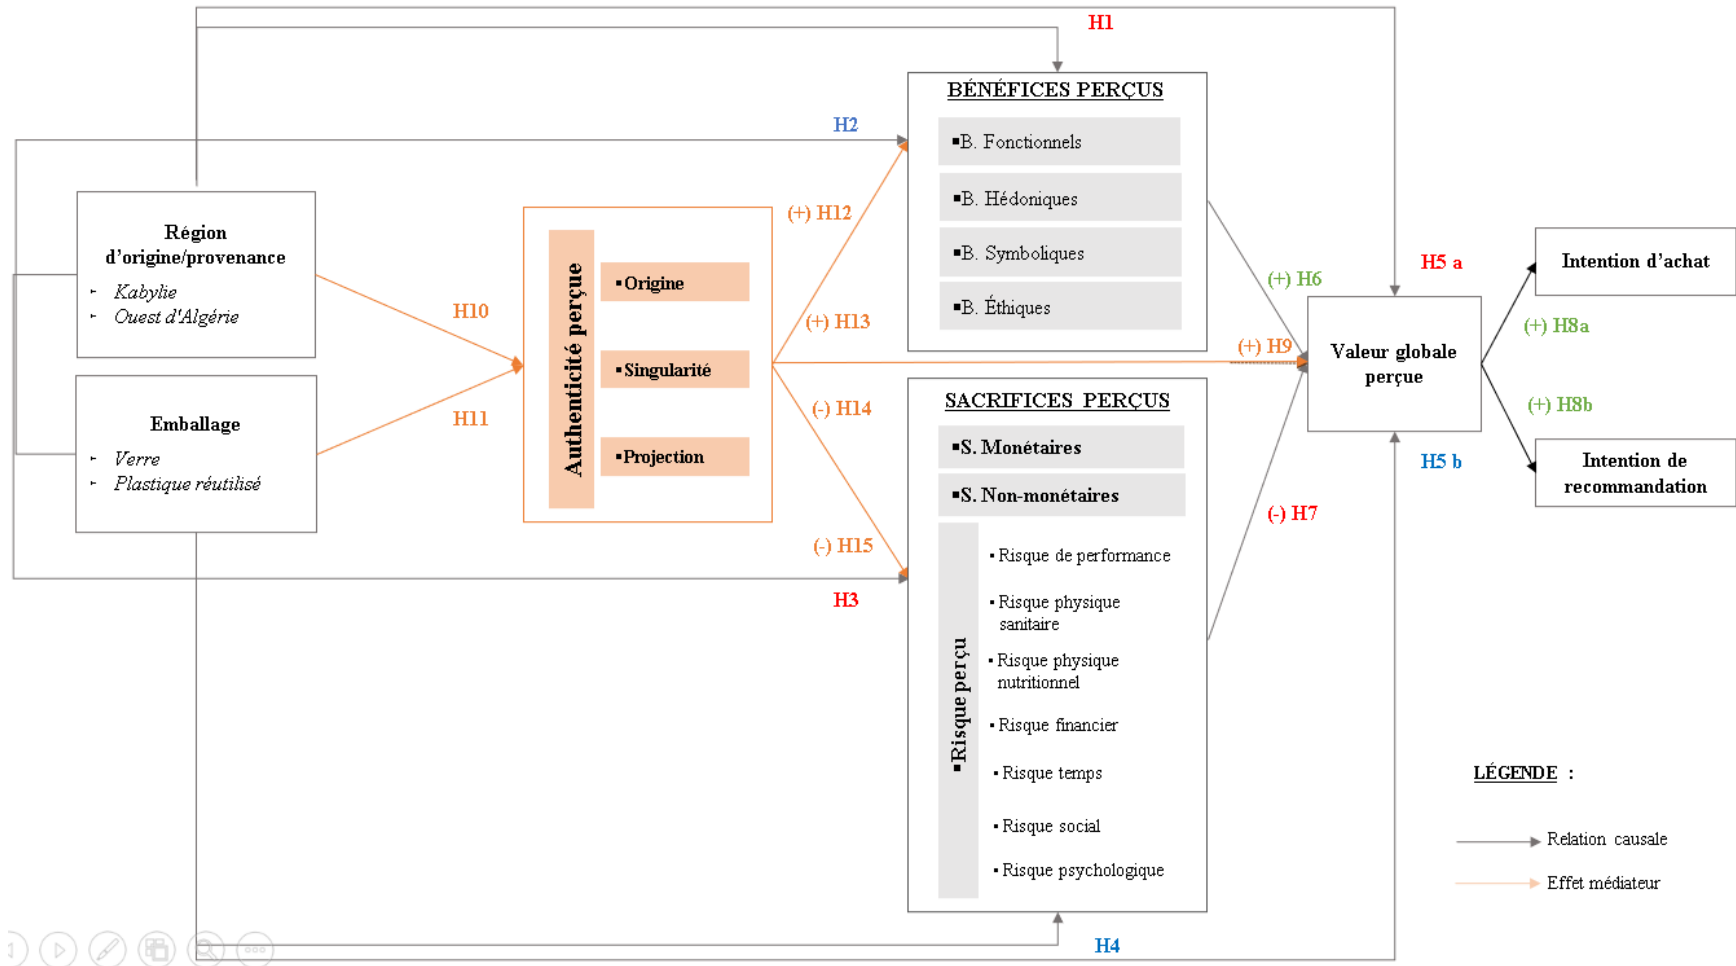 H1
BÉNÉFICES PERÇUS
▪B. Fonctionnels
▪B. Hédoniques
▪B. Symboliques
▪B. Éthiques
H2
Région
d'origine/provenance
- Kabylie
- Ouest d'Algérie
Emballage
- Verre
- Plastique réutilisé
H10
H11
Authenticité perçue
▪Origine
▪Singularité
▪Projection
(+) H12
(+) H13
(+) H9
(-) H14
(-) H15
H3
SACRIFICES PERÇUS
▪S. Monétaires
▪S. Non-monétaires
▪Risque perçu
▪ Risque de performance
▪ Risque physique
sanitaire
▪ Risque physique
nutritionnel
▪ Risque financier
▪ Risque temps
▪ Risque social
▪ Risque psychologique
H4
(+) H6
(-) H7
H5 a
Valeur globale
perçue
H5 b
Intention d'achat
(+) H8a
(+) H8b
Intention de
recommandation
LÉGENDE :
Relation causale
Effet médiateur